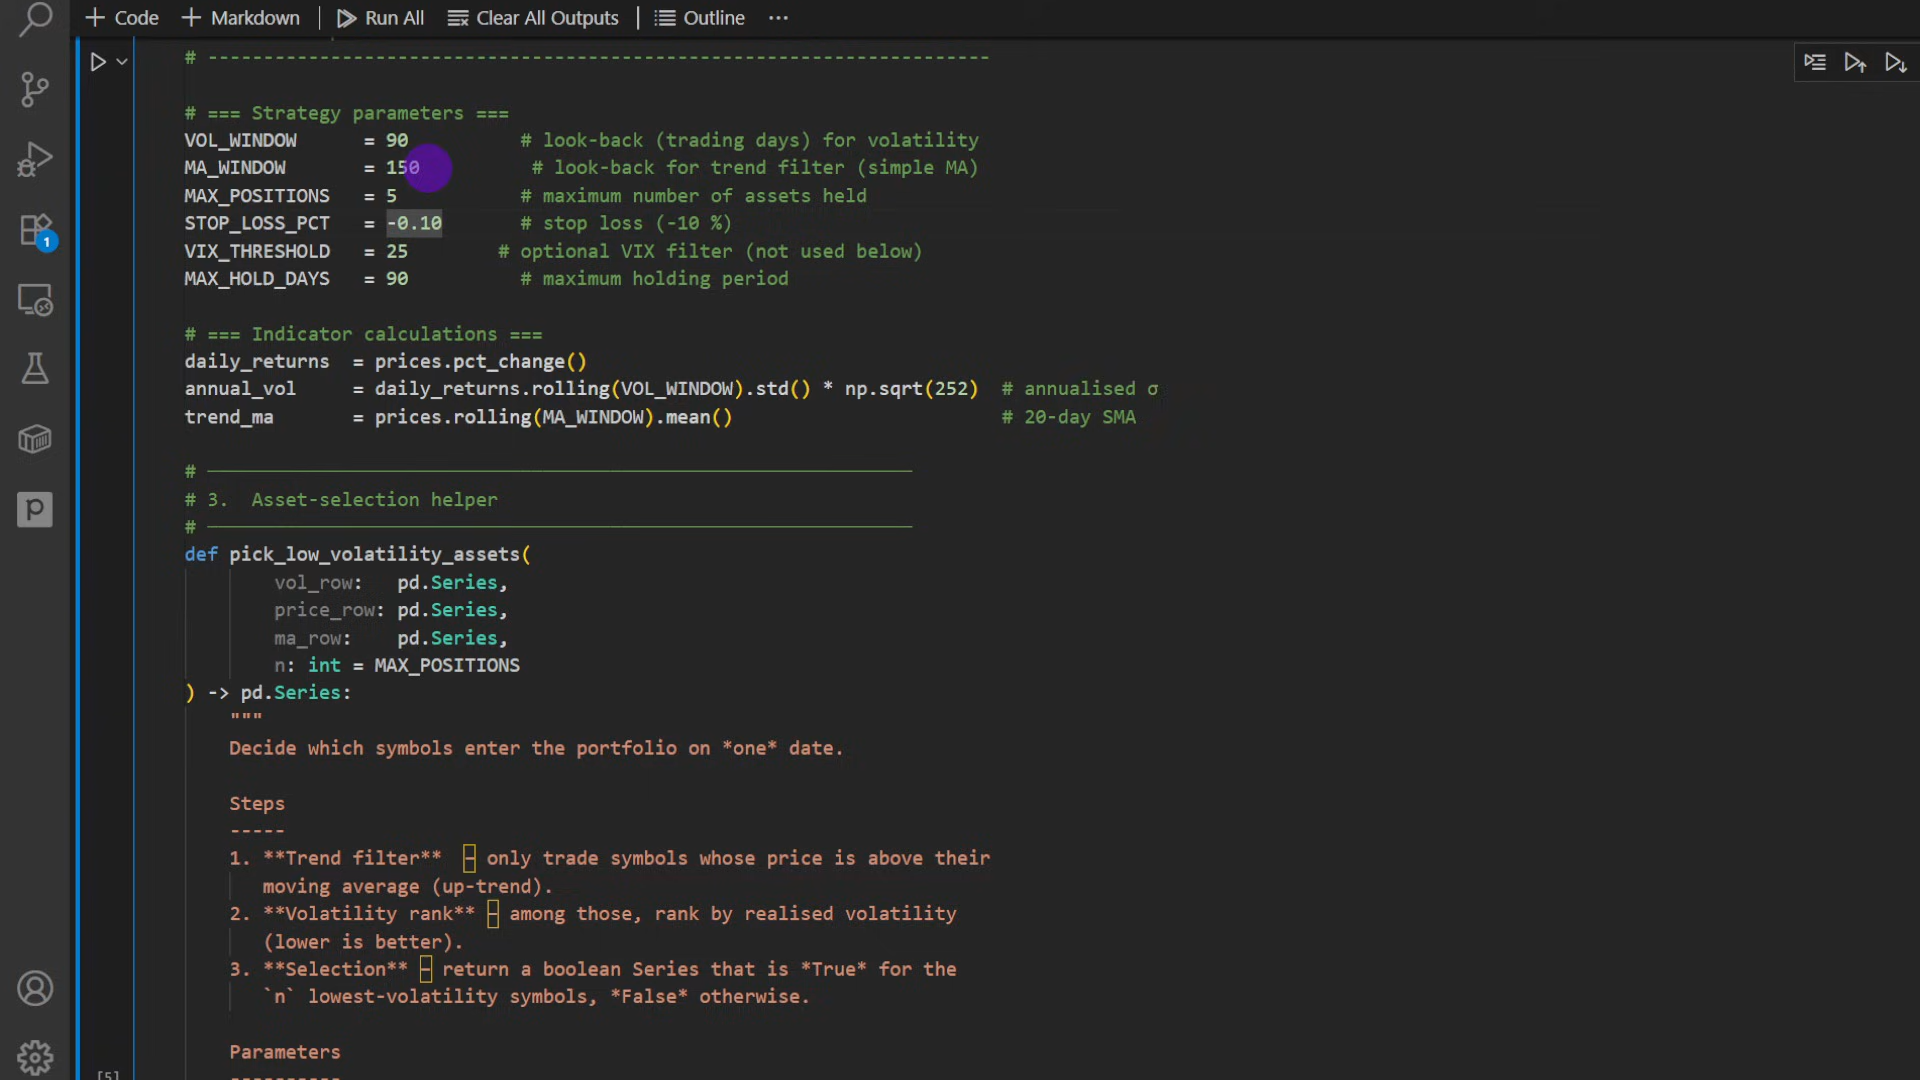 Code Markdown Run All Clear All Outputs Outline ...
# ----------------------------------------------------------------------
# === Strategy parameters ===
VOL_WINDOW = 90 # look-back (trading days) for volatility
MA_WINDOW = 150 # look-back for trend filter (simple MA)
MAX_POSITIONS = 5 # maximum number of assets held
STOP_LOSS_PCT = -0.10 # stop loss (-10 %)
VIX_THRESHOLD = 25 # optional VIX filter (not used below)
MAX_HOLD_DAYS = 90 # maximum holding period
1
# === Indicator calculations ===
daily_returns = prices.pct_change()
annual_vol = daily_returns.rolling(VOL_WINDOW).std() * np.sqrt(252) # annualised σ
trend_ma = prices.rolling(MA_WINDOW).mean() # 20-day SMA
# ───────────────────────────────────────────────────────────────
# 3. Asset-selection helper
# ───────────────────────────────────────────────────────────────
def pick_low_volatility_assets(
vol_row: pd.Series,
price_row: pd.Series,
ma_row: pd.Series,
n: int = MAX_POSITIONS
) -> pd.Series:
"""
Decide which symbols enter the portfolio on *one* date.
Steps
-----
1. **Trend filter** – only trade symbols whose price is above their
moving average (up-trend).
2. **Volatility rank** – among those, rank by realised volatility
(lower is better).
3. **Selection** – return a boolean Series that is *True* for the
`n` lowest-volatility symbols, *False* otherwise.
Parameters
----------
[5]